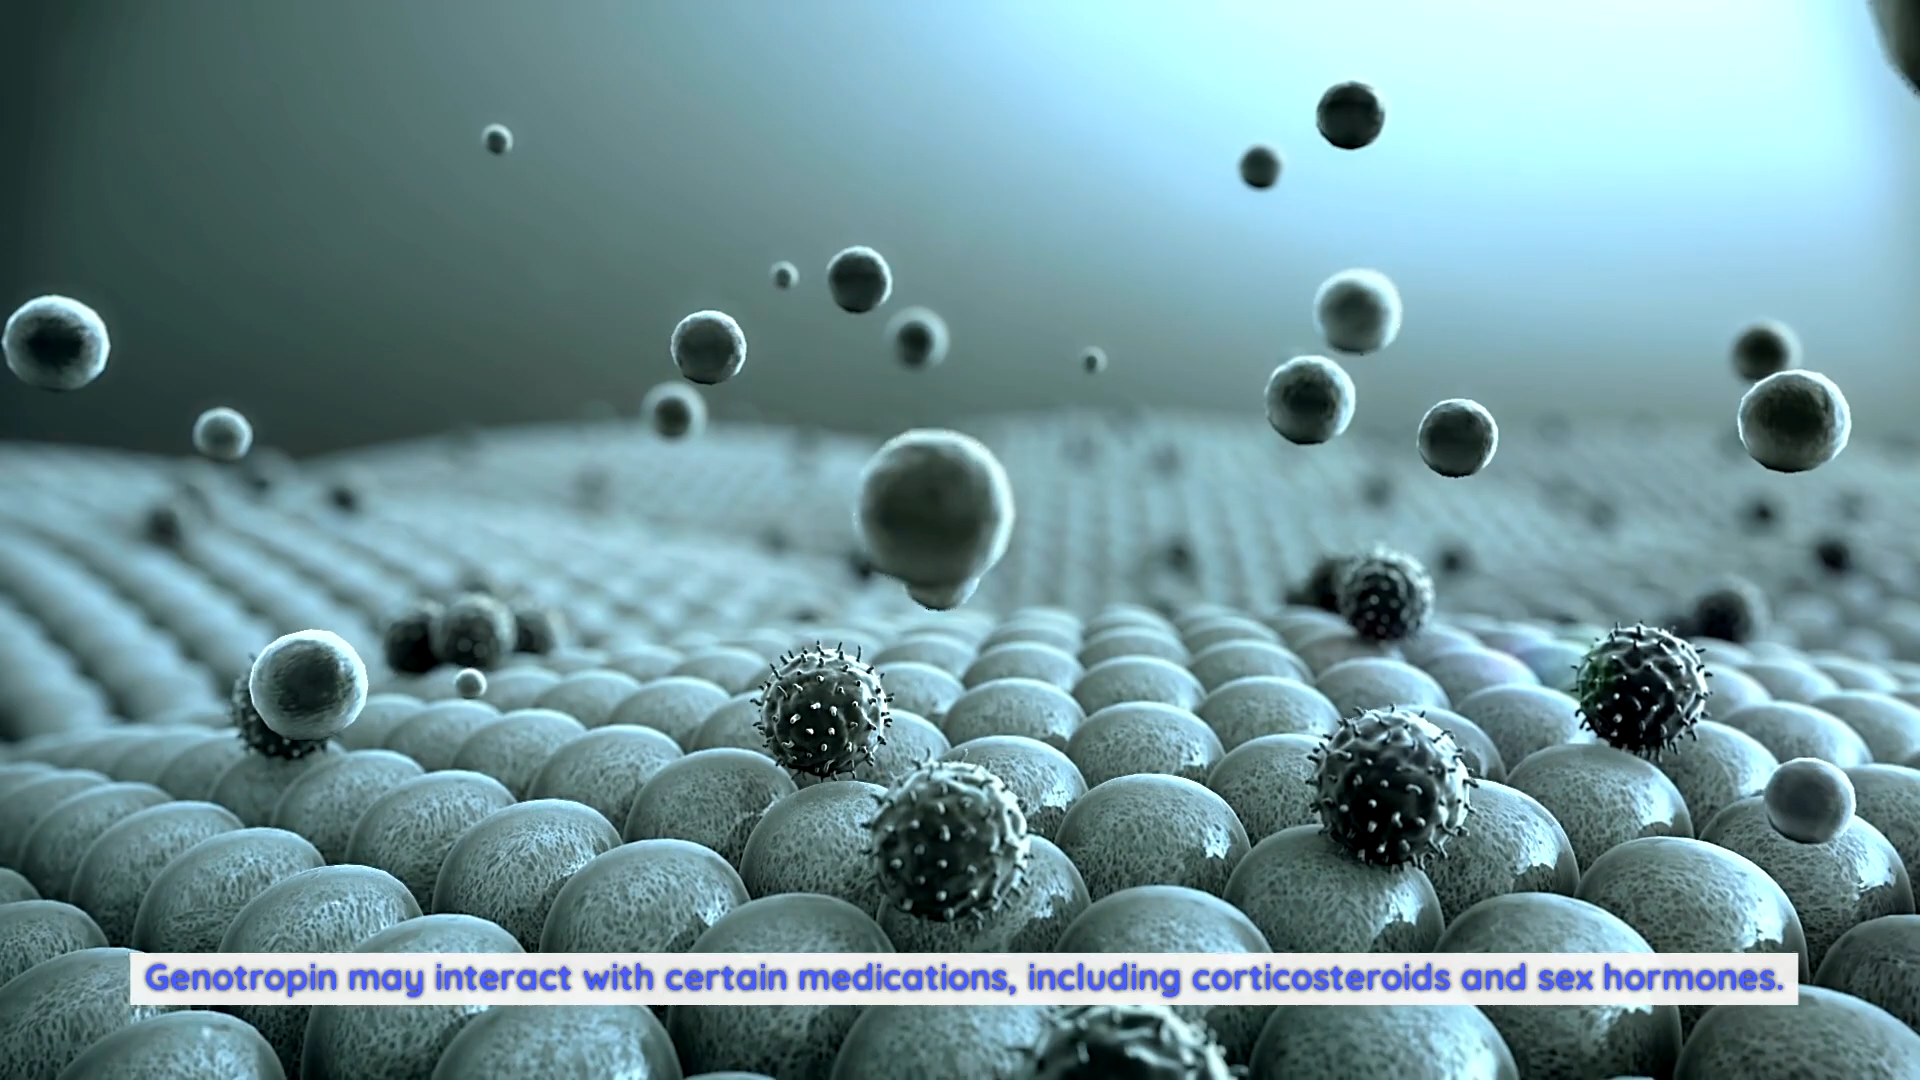 Genotropin may interact with certain medications, including corticosteroids and sex hormones.